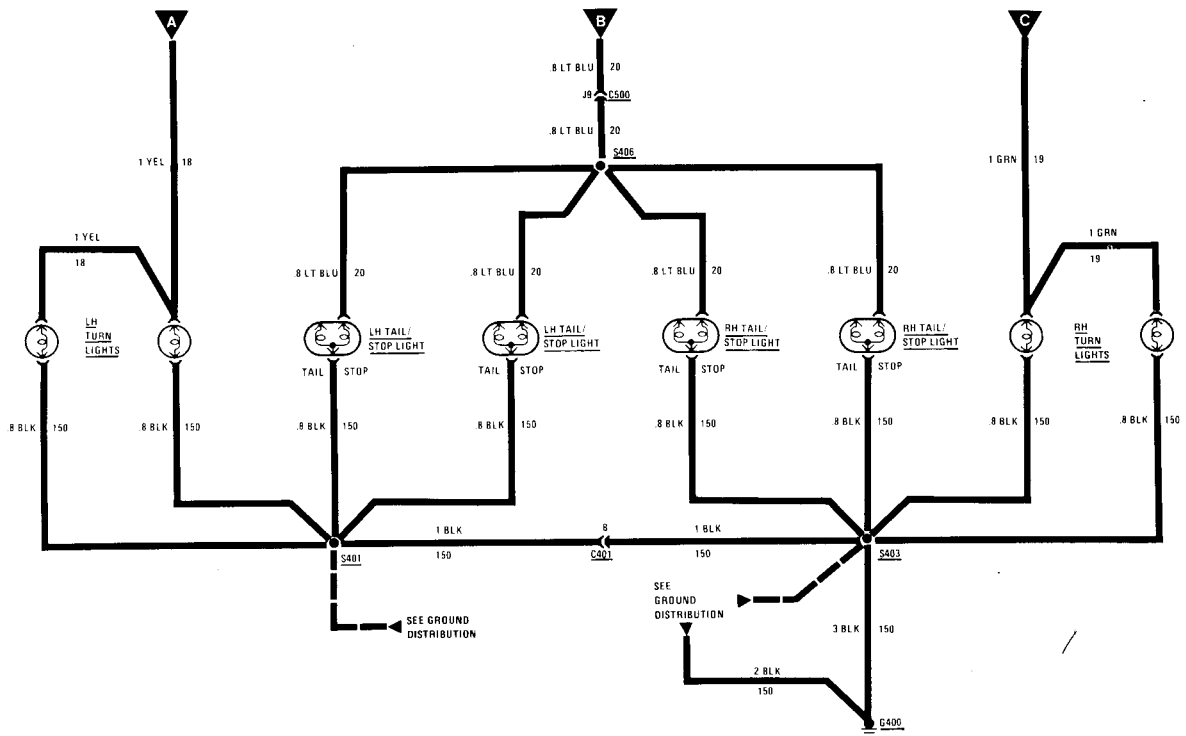 A
B
C
.8 LT BLU 20
J9 C500
.8 LT BLU 20
S406
1 YEL 18
1 GRN 19
1 YEL
18
1 GRN
19
.8 LT BLU 20
.8 LT BLU 20
.8 LT BLU 20
.8 LT BLU 20
LH
TURN
LIGHTS
LH TAIL/
STOP LIGHT
LH TAIL/
STOP LIGHT
RH TAIL/
STOP LIGHT
RH TAIL/
STOP LIGHT
RH
TURN
LIGHTS
TAIL STOP
TAIL STOP
TAIL STOP
TAIL STOP
.8 BLK 150
.8 BLK 150
.8 BLK 150
.8 BLK 150
.8 BLK 150
.8 BLK 150
.8 BLK 150
.8 BLK 150
1 BLK
150
S401
C401
1 BLK
150
S403
SEE GROUND
DISTRIBUTION
SEE
GROUND
DISTRIBUTION
3 BLK 150
2 BLK
150
G400